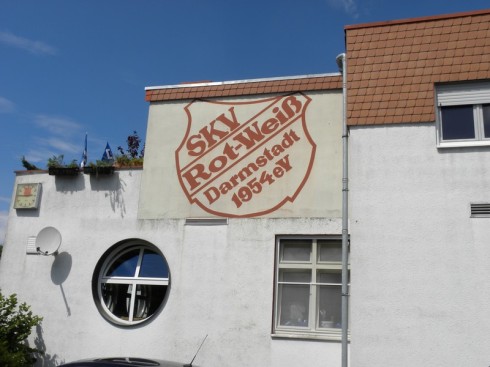 SKV
Rot-Weiß
Darmstadt
1954 eV